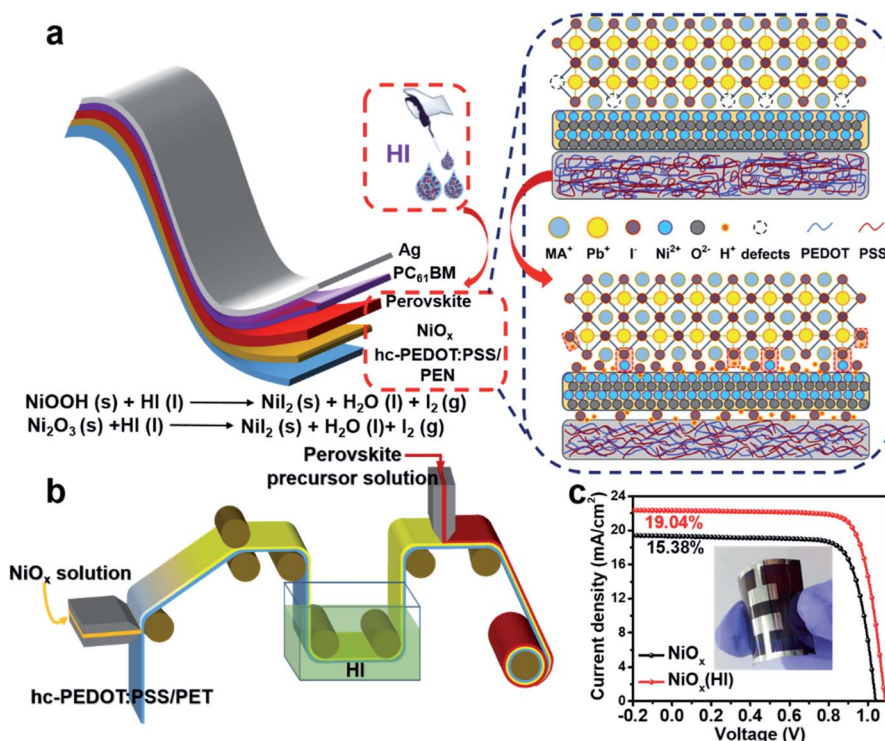 a
HI
Ag
PC₆₁BM
Perovskite
NiOₓ
hc-PEDOT:PSS/
PEN
MA⁺ Pb⁺ I⁻ Ni²⁺ O²⁻ H⁺ defects PEDOT PSS
NiOOH (s) + HI (l) → NiI₂ (s) + H₂O (l) + I₂ (g)
Ni₂O₃ (s) +HI (l) → NiI₂ (s) + H₂O (l)+ I₂ (g)
b
Perovskite
precursor solution
NiOₓ solution
HI
hc-PEDOT:PSS/PET
c
Current density (mA/cm²)
24
20
16
12
8
4
0
19.04%
15.38%
NiOₓ
NiOₓ(HI)
-0.2 0.0 0.2 0.4 0.6 0.8 1.0
Voltage (V)